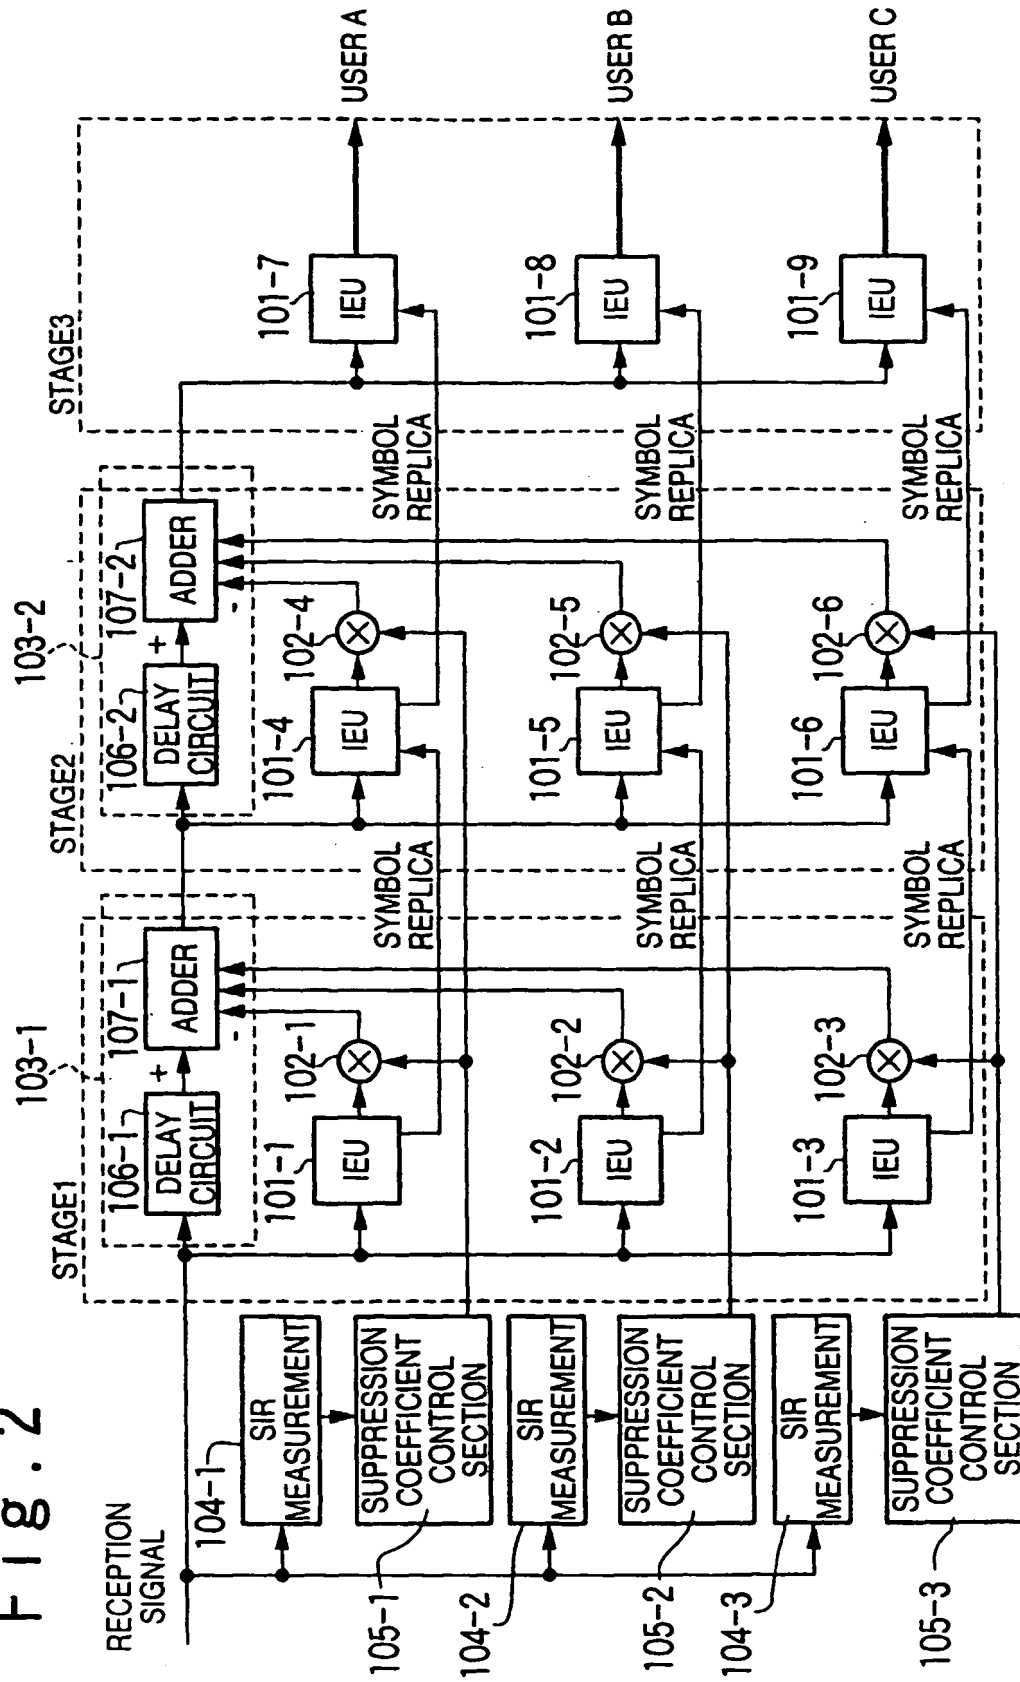 Fig. 2
RECEPTION
SIGNAL
STAGE1
STAGE2
STAGE3
103-1
103-2
106-1
DELAY
CIRCUIT
+
107-1
ADDER
-
106-2
DELAY
CIRCUIT
+
107-2
ADDER
-
104-1
SIR
MEASUREMENT
105-1
SUPPRESSION
COEFFICIENT
CONTROL
SECTION
101-1
IEU
102-1
SYMBOL
REPLICA
101-4
IEU
102-4
SYMBOL
REPLICA
101-7
IEU
USER A
104-2
SIR
MEASUREMENT
105-2
SUPPRESSION
COEFFICIENT
CONTROL
SECTION
101-2
IEU
102-2
SYMBOL
REPLICA
101-5
IEU
102-5
SYMBOL
REPLICA
101-8
IEU
USER B
104-3
SIR
MEASUREMENT
105-3
SUPPRESSION
COEFFICIENT
CONTROL
SECTION
101-3
IEU
102-3
SYMBOL
REPLICA
101-6
IEU
102-6
SYMBOL
REPLICA
101-9
IEU
USER C